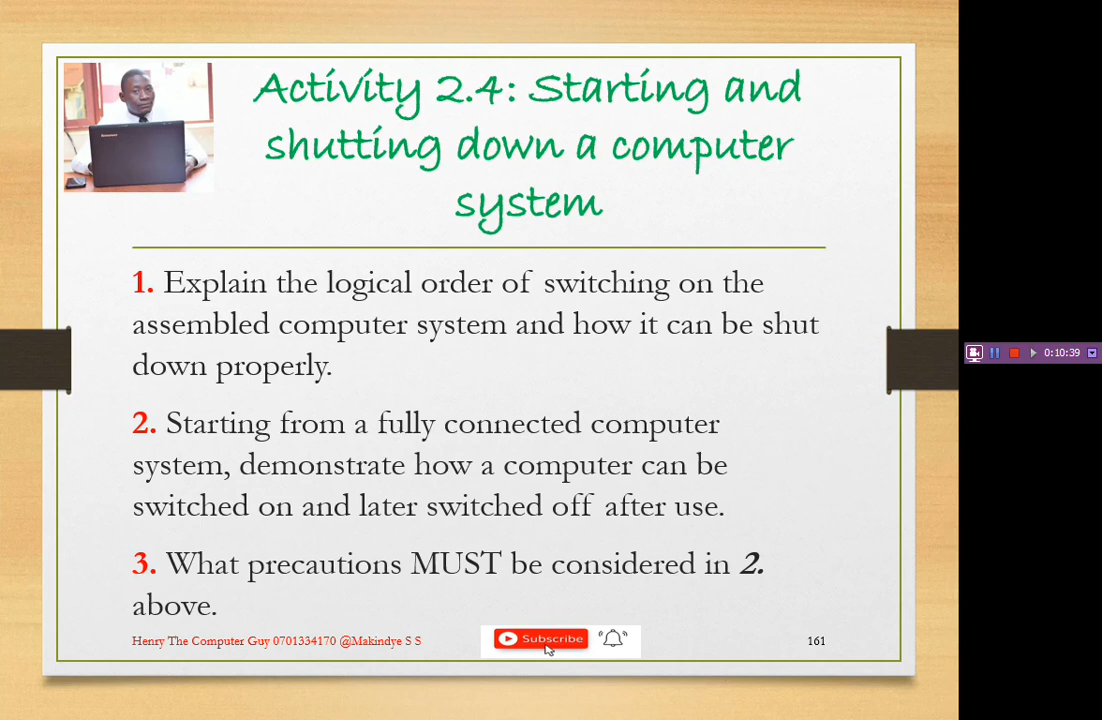 Activity 2.4: Starting and
shutting down a computer
system
1. Explain the logical order of switching on the
assembled computer system and how it can be shut
down properly.
2. Starting from a fully connected computer
system, demonstrate how a computer can be
switched on and later switched off after use.
3. What precautions MUST be considered in 2.
above.
Henry The Computer Guy 0701334170 @Makindye S S
Subscribe
161
0:10:39